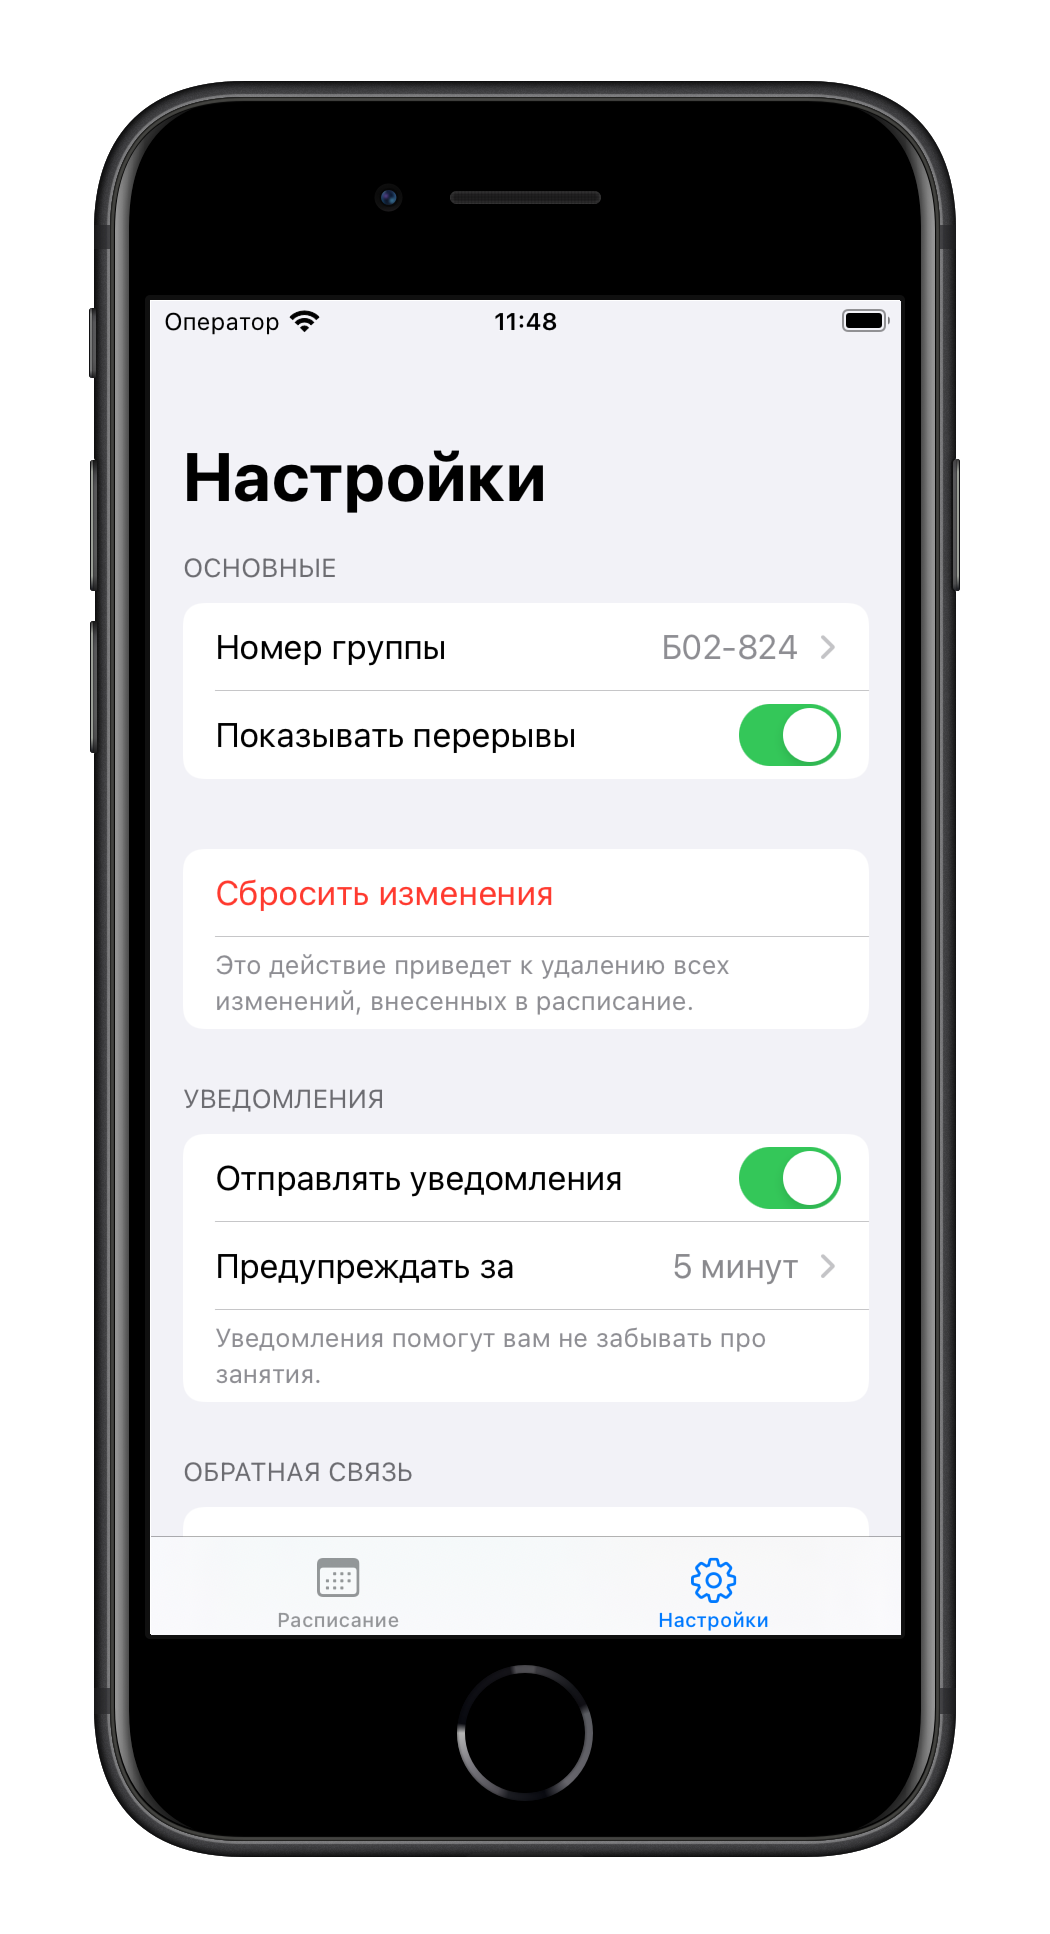 Оператор 11:48
Настройки
ОСНОВНЫЕ
Номер группы Б02-824
Показывать перерывы
Сбросить изменения
Это действие приведет к удалению всех
изменений, внесенных в расписание.
УВЕДОМЛЕНИЯ
Отправлять уведомления
Предупреждать за 5 минут
Уведомления помогут вам не забывать про
занятия.
ОБРАТНАЯ СВЯЗЬ
Расписание Настройки